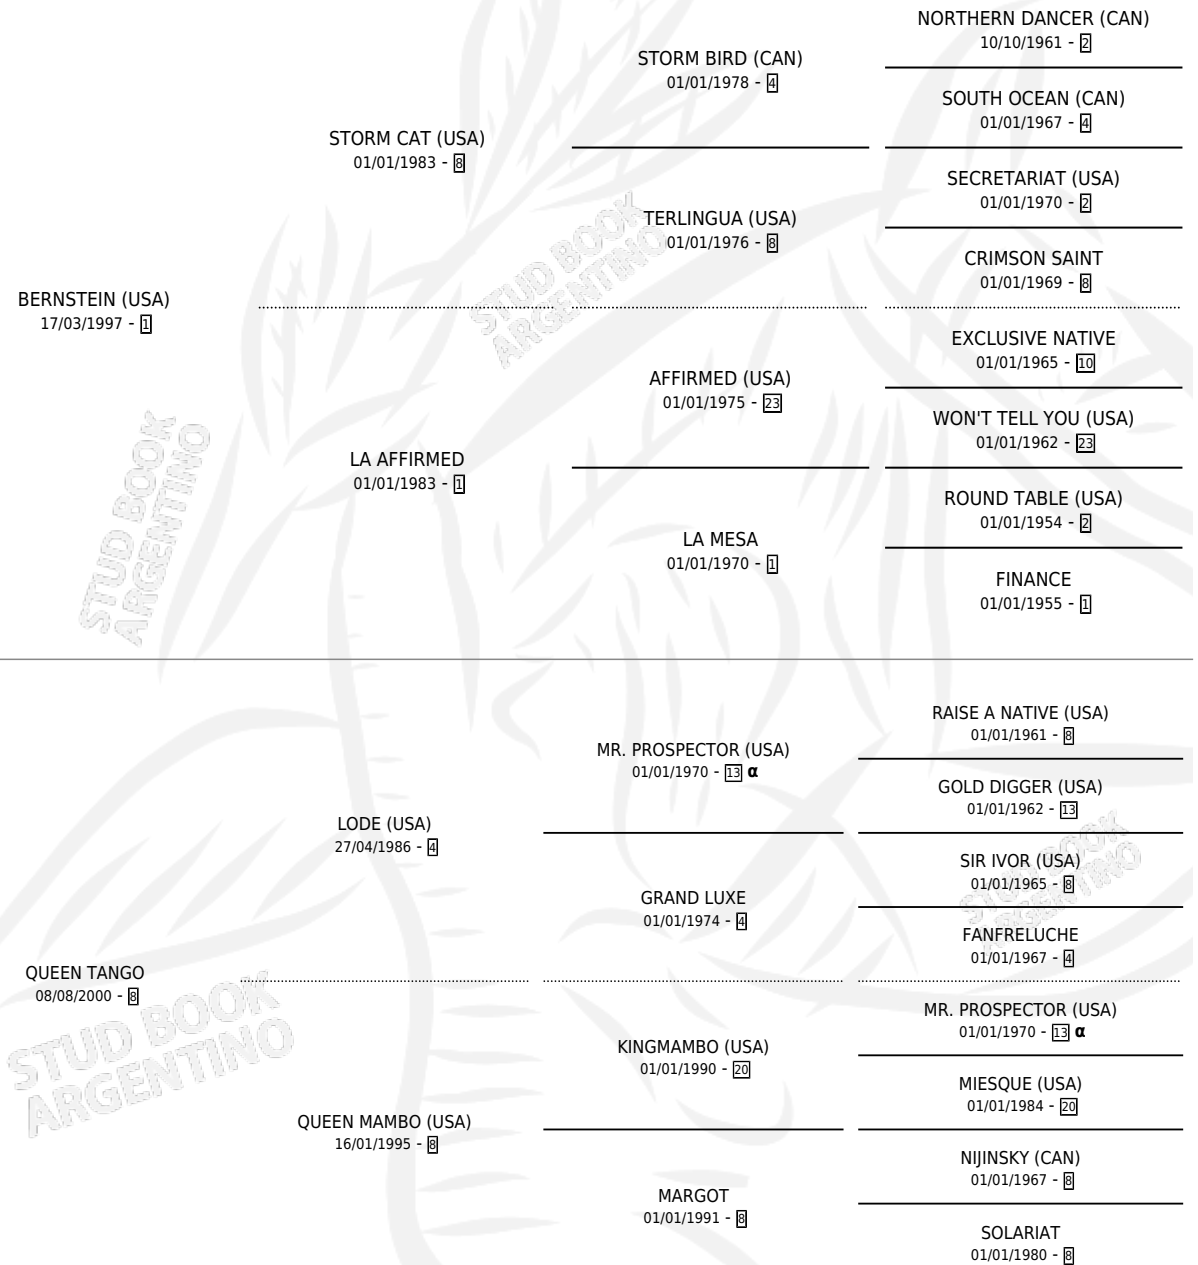 NORTHERN DANCER (CAN)
10/10/1961 - 2
STORM BIRD (CAN)
01/01/1978 - 4
SOUTH OCEAN (CAN)
01/01/1967 - 4
STORM CAT (USA)
01/01/1983 - 8
SECRETARIAT (USA)
01/01/1970 - 2
TERLINGUA (USA)
01/01/1976 - 8
CRIMSON SAINT
01/01/1969 - 8
BERNSTEIN (USA)
17/03/1997 - 1
EXCLUSIVE NATIVE
01/01/1965 - 10
AFFIRMED (USA)
01/01/1975 - 23
WON'T TELL YOU (USA)
01/01/1962 - 23
LA AFFIRMED
01/01/1983 - 1
ROUND TABLE (USA)
01/01/1954 - 2
LA MESA
01/01/1970 - 1
FINANCE
01/01/1955 - 1
STUD BOOK
ARGENTINO
STUD BOOK
ARGENTINO
RAISE A NATIVE (USA)
01/01/1961 - 8
MR. PROSPECTOR (USA)
01/01/1970 - 13 α
GOLD DIGGER (USA)
01/01/1962 - 13
LODE (USA)
27/04/1986 - 4
SIR IVOR (USA)
01/01/1965 - 8
GRAND LUXE
01/01/1974 - 4
FANFRELUCHE
01/01/1967 - 4
QUEEN TANGO
08/08/2000 - 8
MR. PROSPECTOR (USA)
01/01/1970 - 13 α
KINGMAMBO (USA)
01/01/1990 - 20
MIESQUE (USA)
01/01/1984 - 20
QUEEN MAMBO (USA)
16/01/1995 - 8
NIJINSKY (CAN)
01/01/1967 - 8
MARGOT
01/01/1991 - 8
SOLARIAT
01/01/1980 - 8
STUD BOOK
ARGENTINO
STUD BOOK
ARGENTINO